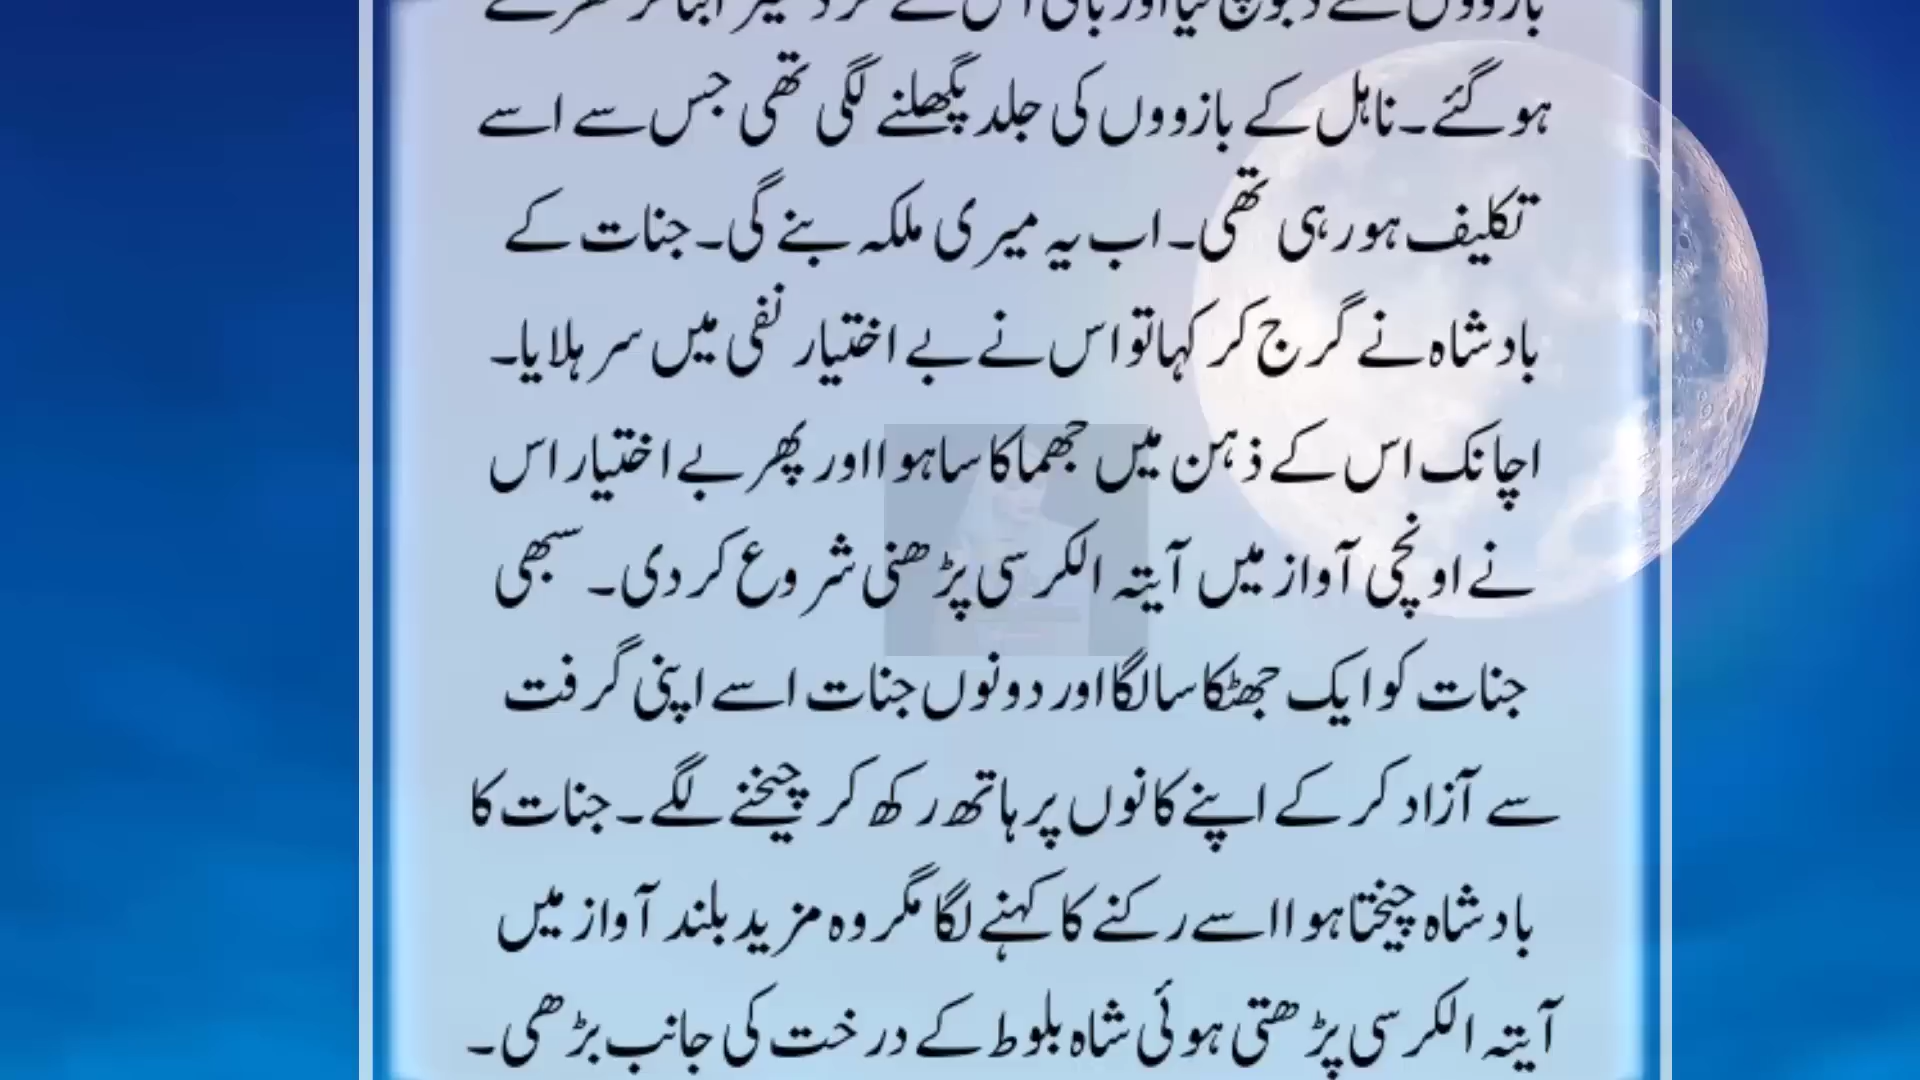 ہو گئے۔ ناہل کے بازووں کی جلد پگھلنے لگی تھی جس سے اسے
تکلیف ہو رہی تھی۔ اب یہ میری ملکہ بنے گی۔ جنات کے
بادشاہ نے گرج کر کہا تو اس نے بے اختیار نفی میں سر ہلایا۔
اچانک اس کے ذہن میں جھماکا سا ہوا اور پھر بے اختیار اس
نے اونچی آواز میں آیتہ الکرسی پڑھنی شروع کر دی۔ سبھی
جنات کو ایک جھٹکا سا لگا اور دونوں جنات اسے اپنی گرفت
سے آزاد کر کے اپنے کانوں پر ہاتھ رکھ کر چیخنے لگے۔ جنات کا
بادشاہ چیختا ہوا اسے رکنے کا کہنے لگا مگر وہ مزید بلند آواز میں
آیتہ الکرسی پڑھتی ہوئی شاہ بلوط کے درخت کی جانب بڑھی۔